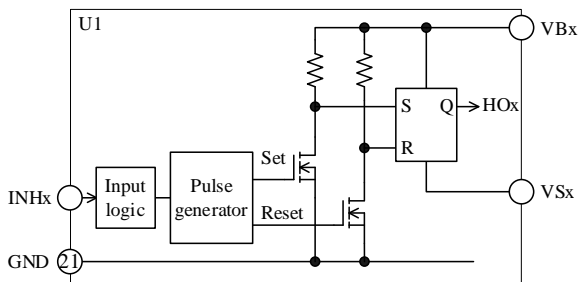 U1
VBx
S
Q
HOx
R
Set
INHx
Input
logic
Pulse
generator
VSx
Reset
GND
21